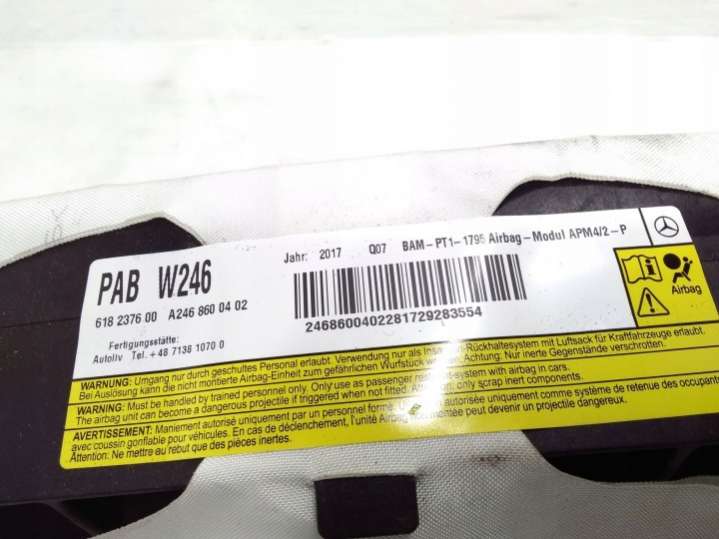 Jahr: 2017 Q07 BAM-PT1-1795 Airbag-Modul APM4/2-P
PAB W246
618 2376 00 A246 860 04 02
24686004022817292835​54
Fertigungsstätte:
Autoliv Tel. +48 7138 1070 0
Airbag
WARNUNG: Umgang nur durch geschultes Personal erlaubt. Verwendung nur als Rückhaltesystem mit Luftsack für Kraftfahrzeuge erlaubt.
Bei Auslösung kann die nicht montierte Airbag-Einheit zum gefährlichen Wurfstück Achtung: Nur inerte Gegenstände verschrotten.
WARNING: Must be handled by trained personnel only. Only use as passenger system with airbag in cars.
The airbag unit can become a dangerous projectile if triggered when not fitted. only scrap inert components.
AVERTISSEMENT: Maniement autorisé uniquement par un personnel formé. autorisée uniquement comme système de retenue des occupants
avec coussin gonflable pour véhicules. En cas de déclenchement, l'unité Airbag peut devenir un projectile dangereux.
Attention: Ne mettre au rebut que des pièces inertes.